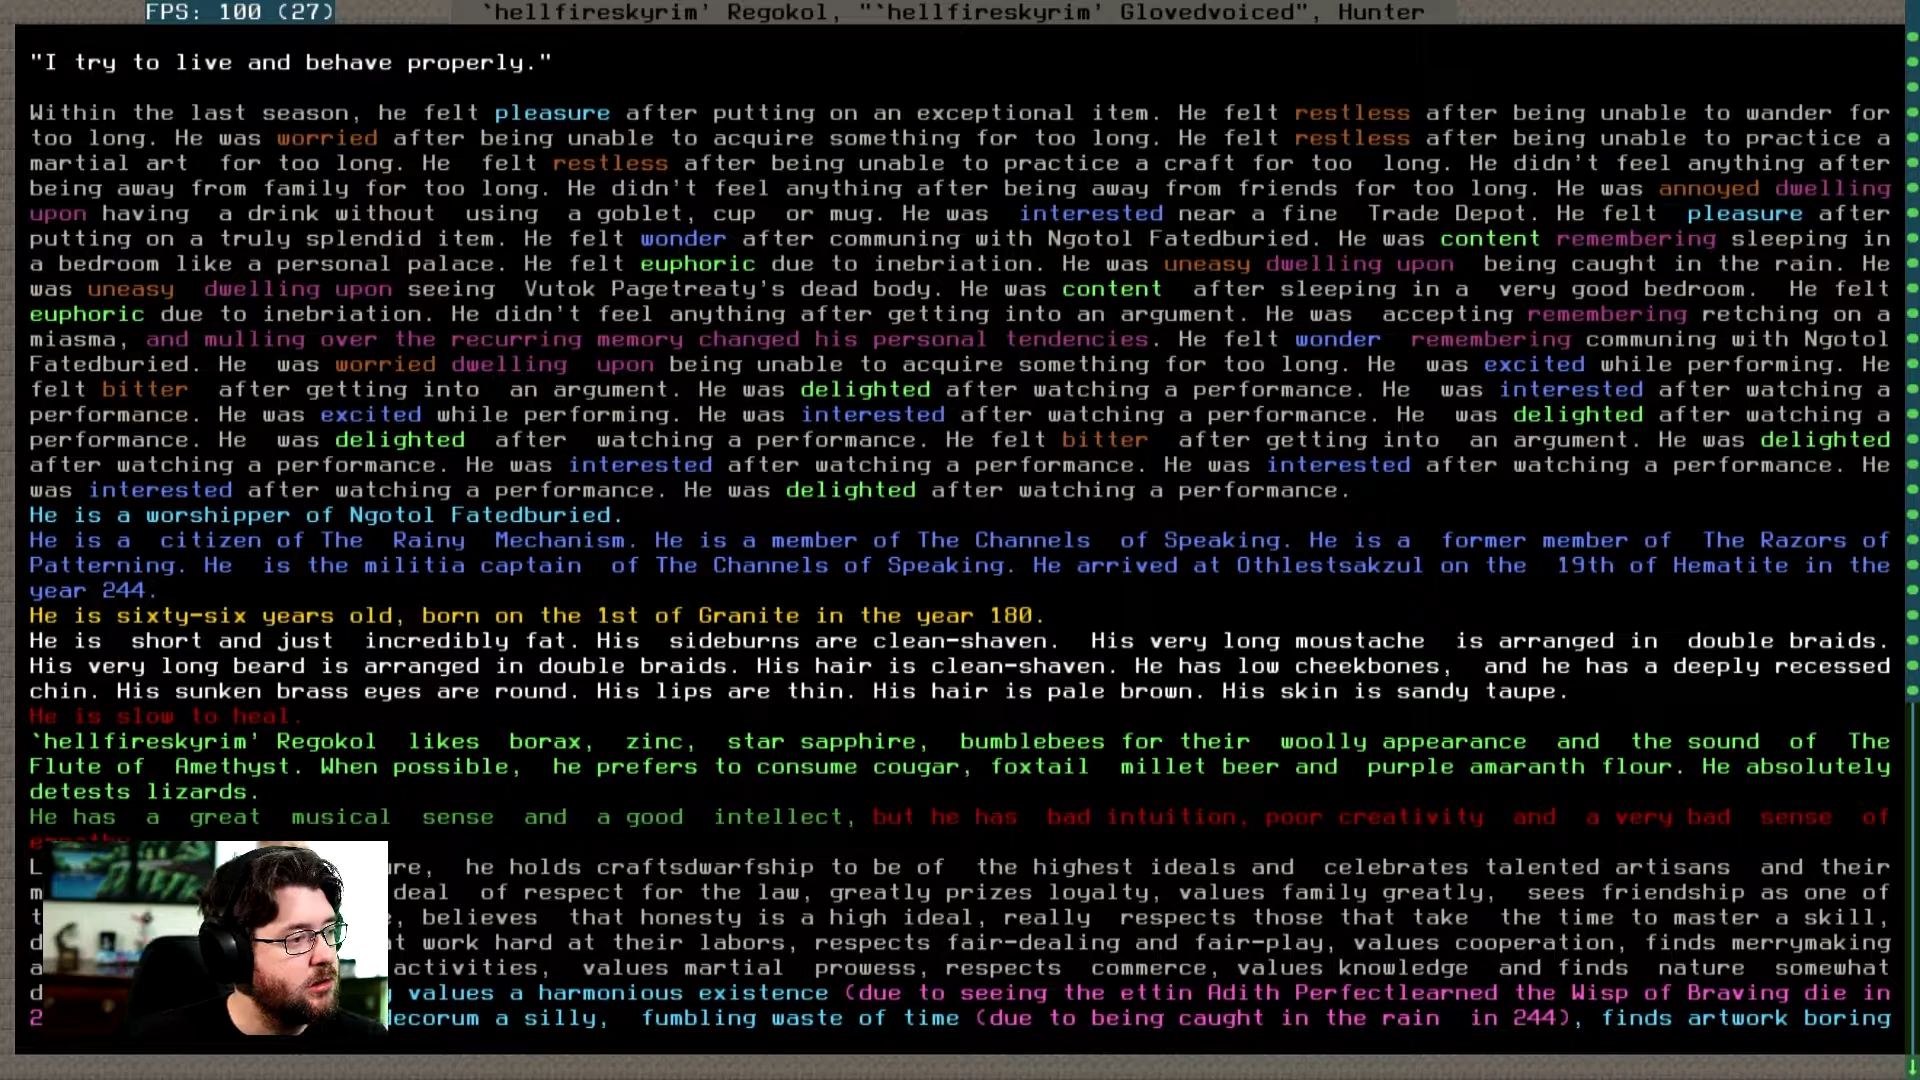 FPS: 100 (27) `hellfireskyrim' Regokol, "`hellfireskyrim' Glovedvoiced", Hunter
"I try to live and behave properly."
Within the last season, he felt pleasure after putting on an exceptional item. He felt restless after being unable to wander for
too long. He was worried after being unable to acquire something for too long. He felt restless after being unable to practice a
martial art for too long. He felt restless after being unable to practice a craft for too long. He didn't feel anything after
being away from family for too long. He didn't feel anything after being away from friends for too long. He was annoyed dwelling
upon having a drink without using a goblet, cup or mug. He was interested near a fine Trade Depot. He felt pleasure after
putting on a truly splendid item. He felt wonder after communing with Ngotol Fatedburied. He was content remembering sleeping in
a bedroom like a personal palace. He felt euphoric due to inebriation. He was uneasy dwelling upon being caught in the rain. He
was uneasy dwelling upon seeing Vutok Pagetreaty's dead body. He was content after sleeping in a very good bedroom. He felt
euphoric due to inebriation. He didn't feel anything after getting into an argument. He was accepting remembering retching on a
miasma, and mulling over the recurring memory changed his personal tendencies. He felt wonder remembering communing with Ngotol
Fatedburied. He was worried dwelling upon being unable to acquire something for too long. He was excited while performing. He
felt bitter after getting into an argument. He was delighted after watching a performance. He was interested after watching a
performance. He was excited while performing. He was interested after watching a performance. He was delighted after watching a
performance. He was delighted after watching a performance. He felt bitter after getting into an argument. He was delighted
after watching a performance. He was interested after watching a performance. He was interested after watching a performance. He
was interested after watching a performance. He was delighted after watching a performance.
He is a worshipper of Ngotol Fatedburied.
He is a citizen of The Rainy Mechanism. He is a member of The Channels of Speaking. He is a former member of The Razors of
Patterning. He is the militia captain of The Channels of Speaking. He arrived at Othlestsakzul on the 19th of Hematite in the
year 244.
He is sixty-six years old, born on the 1st of Granite in the year 180.
He is short and just incredibly fat. His sideburns are clean-shaven. His very long moustache is arranged in double braids.
His very long beard is arranged in double braids. His hair is clean-shaven. He has low cheekbones, and he has a deeply recessed
chin. His sunken brass eyes are round. His lips are thin. His hair is pale brown. His skin is sandy taupe.
He is slow to heal.
`hellfireskyrim' Regokol likes borax, zinc, star sapphire, bumblebees for their woolly appearance and the sound of The
Flute of Amethyst. When possible, he prefers to consume cougar, foxtail millet beer and purple amaranth flour. He absolutely
detests lizards.
He has a great musical sense and a good intellect, but he has bad intuition, poor creativity and a very bad sense of
he holds craftsdwarfship to be of the highest ideals and celebrates talented artisans and their
deal of respect for the law, greatly prizes loyalty, values family greatly, sees friendship as one of
believes that honesty is a high ideal, really respects those that take the time to master a skill,
work hard at their labors, respects fair-dealing and fair-play, values cooperation, finds merrymaking
activities, values martial prowess, respects commerce, values knowledge and finds nature somewhat
values a harmonious existence (due to seeing the ettin Adith Perfectlearned the Wisp of Braving die in
decorum a silly, fumbling waste of time (due to being caught in the rain in 244), finds artwork boring